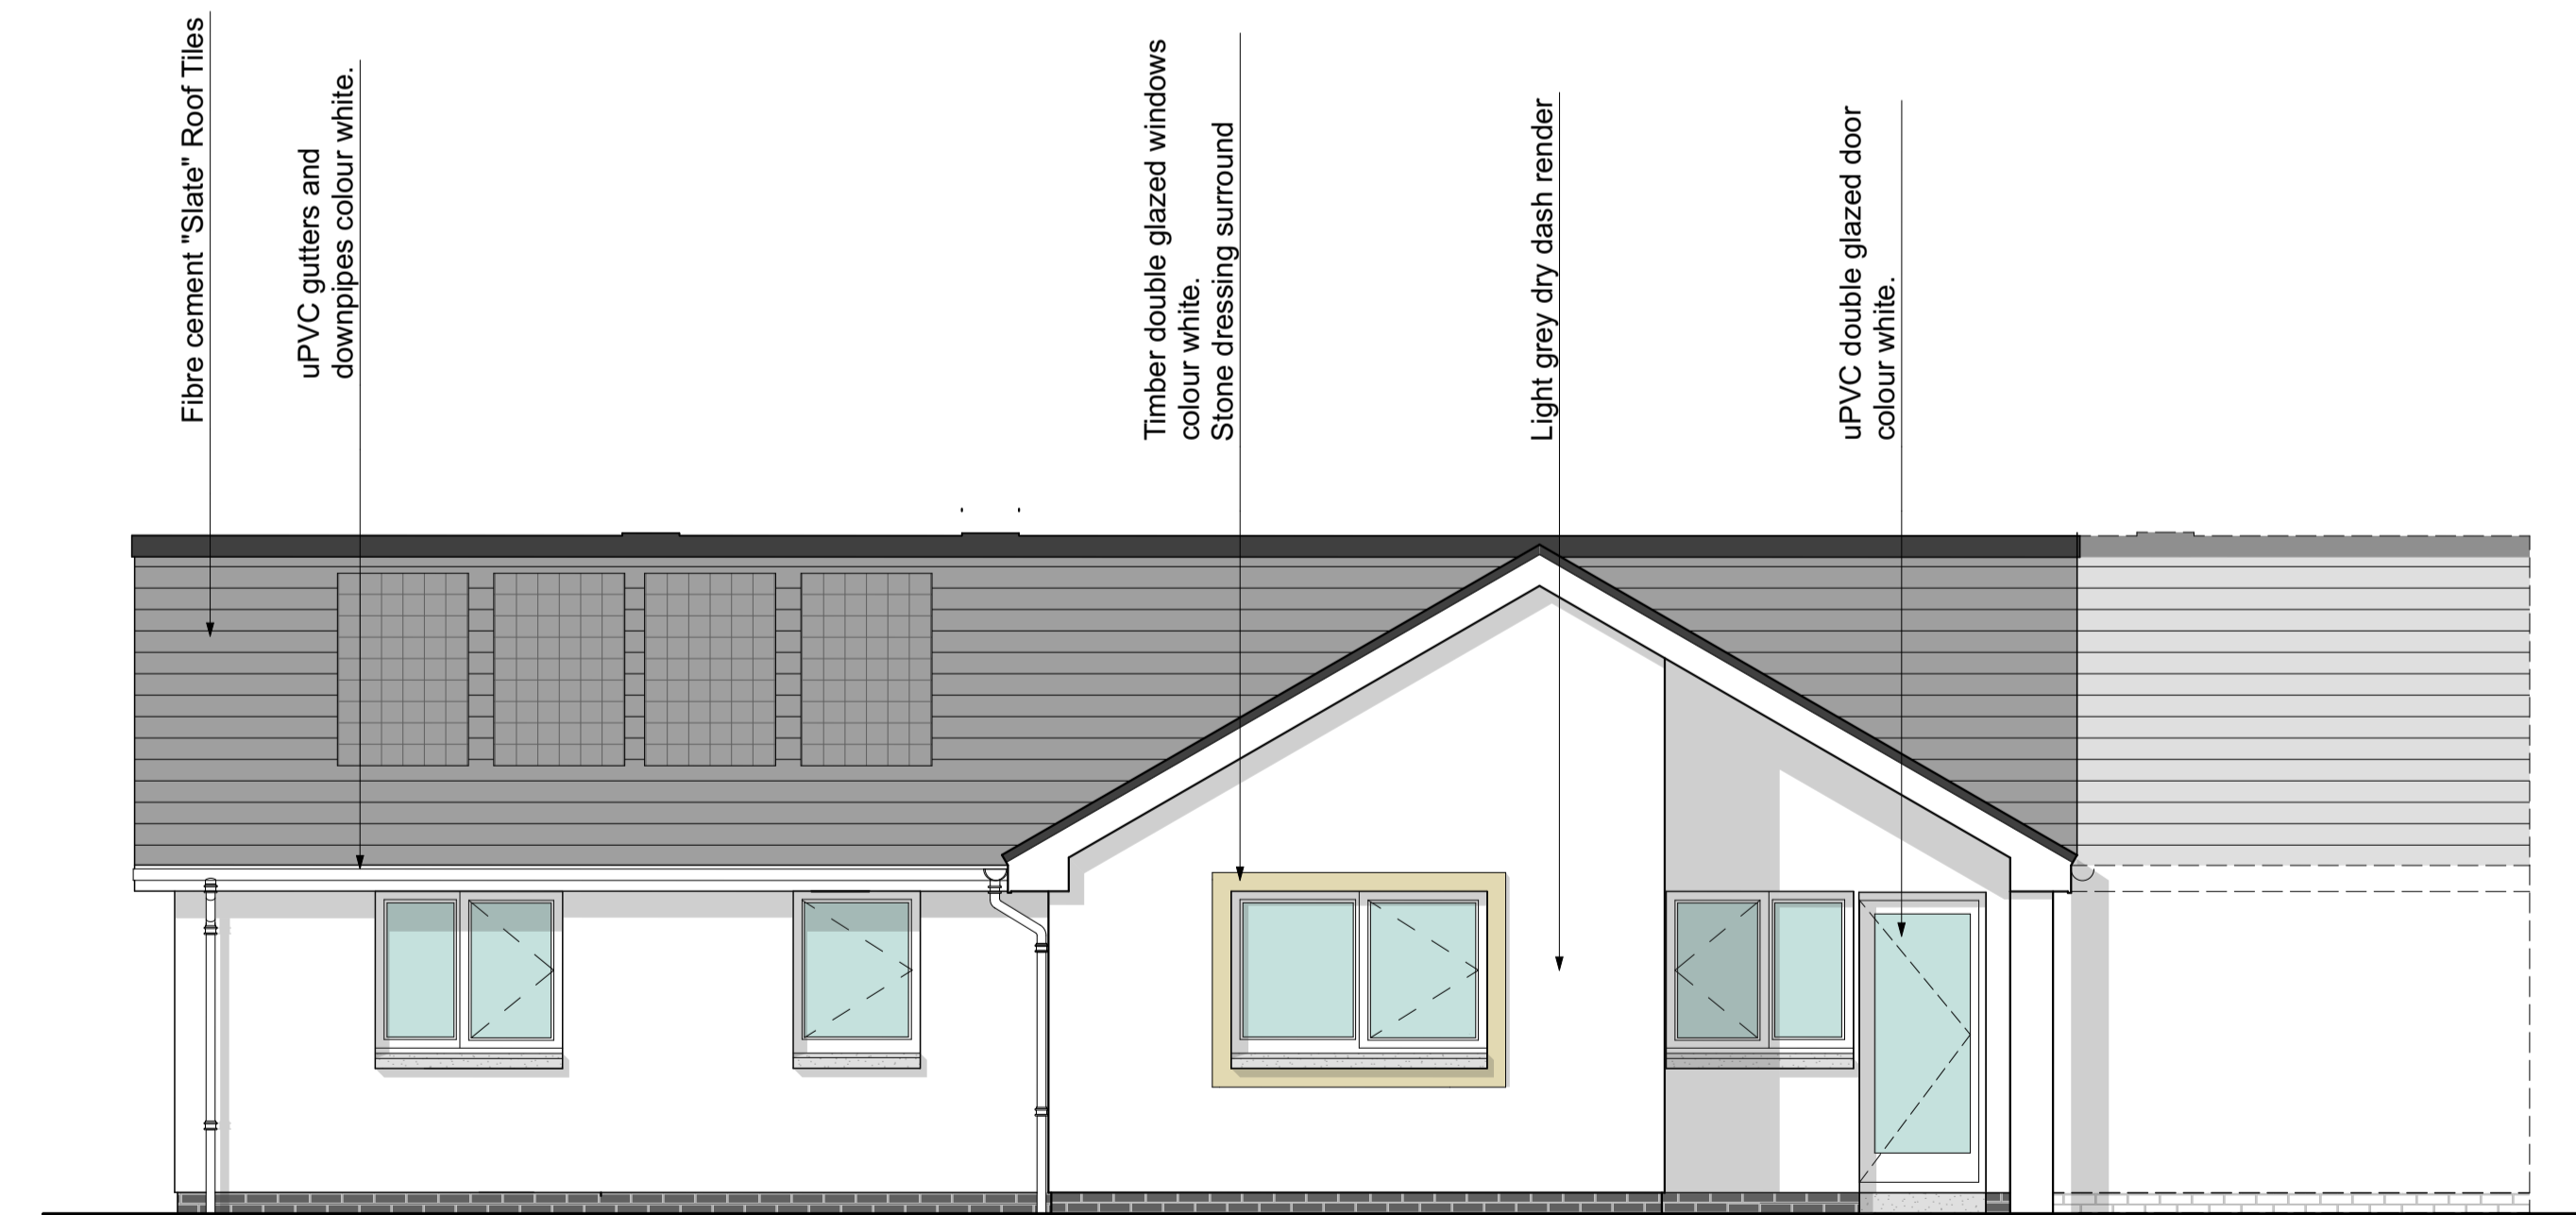 Fibre cement "Slate" Roof Tiles
uPVC gutters and
downpipes colour white.
Timber double glazed windows
colour white.
Stone dressing surround
Light grey dry dash render
uPVC double glazed door
colour white.